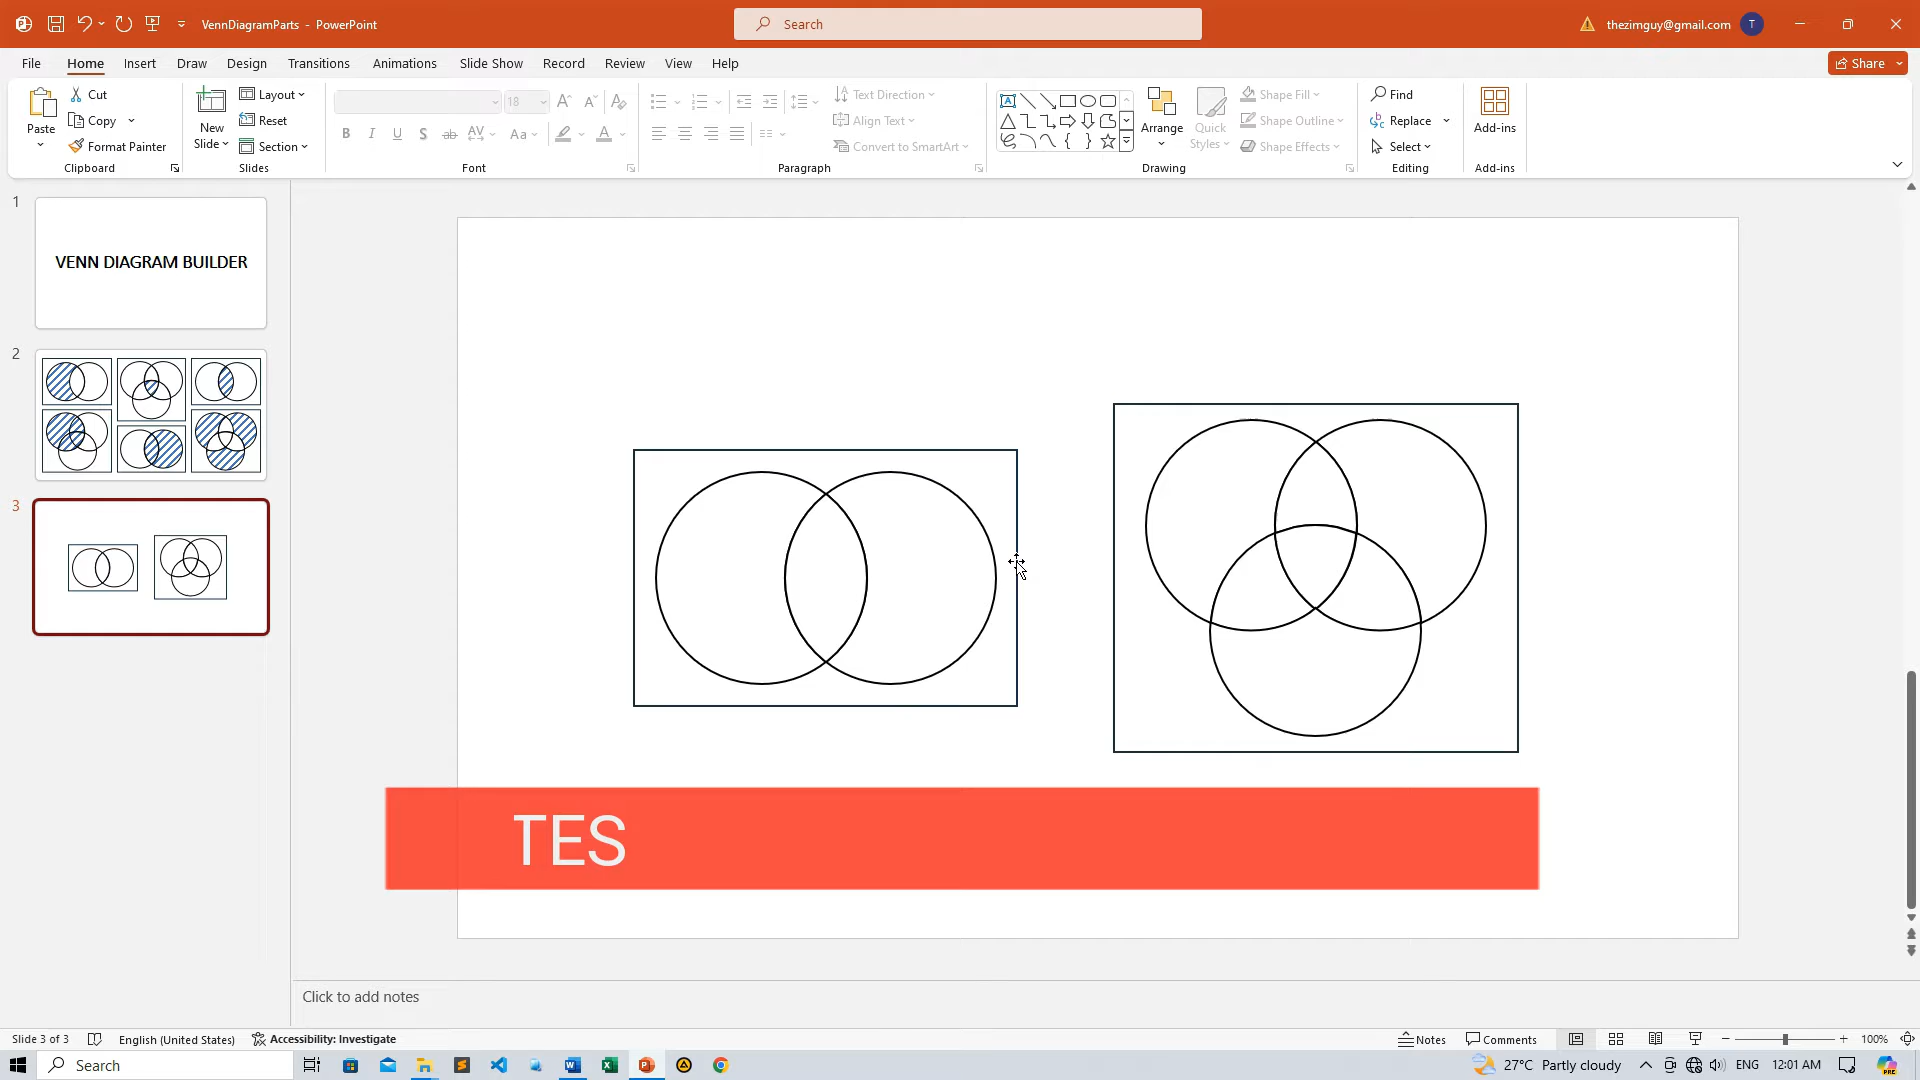 VennDiagramParts - PowerPoint
Search
thezimguy@gmail.com
T
File
Home
Insert
Draw
Design
Transitions
Animations
Slide Show
Record
Review
View
Help
Share
Paste
Cut
Copy
Format Painter
Clipboard
New
Slide
Layout
Reset
Section
Slides
18
Font
Paragraph
Text Direction
Align Text
Convert to SmartArt
Arrange
Quick
Styles
Shape Fill
Shape Outline
Shape Effects
Drawing
Find
Replace
Select
Editing
Add-ins
Add-ins
1
VENN DIAGRAM BUILDER
2
3
TES
Click to add notes
Slide 3 of 3
English (United States)
Accessibility: Investigate
Notes
Comments
100%
Search
27°C Partly cloudy
ENG
12:01 AM